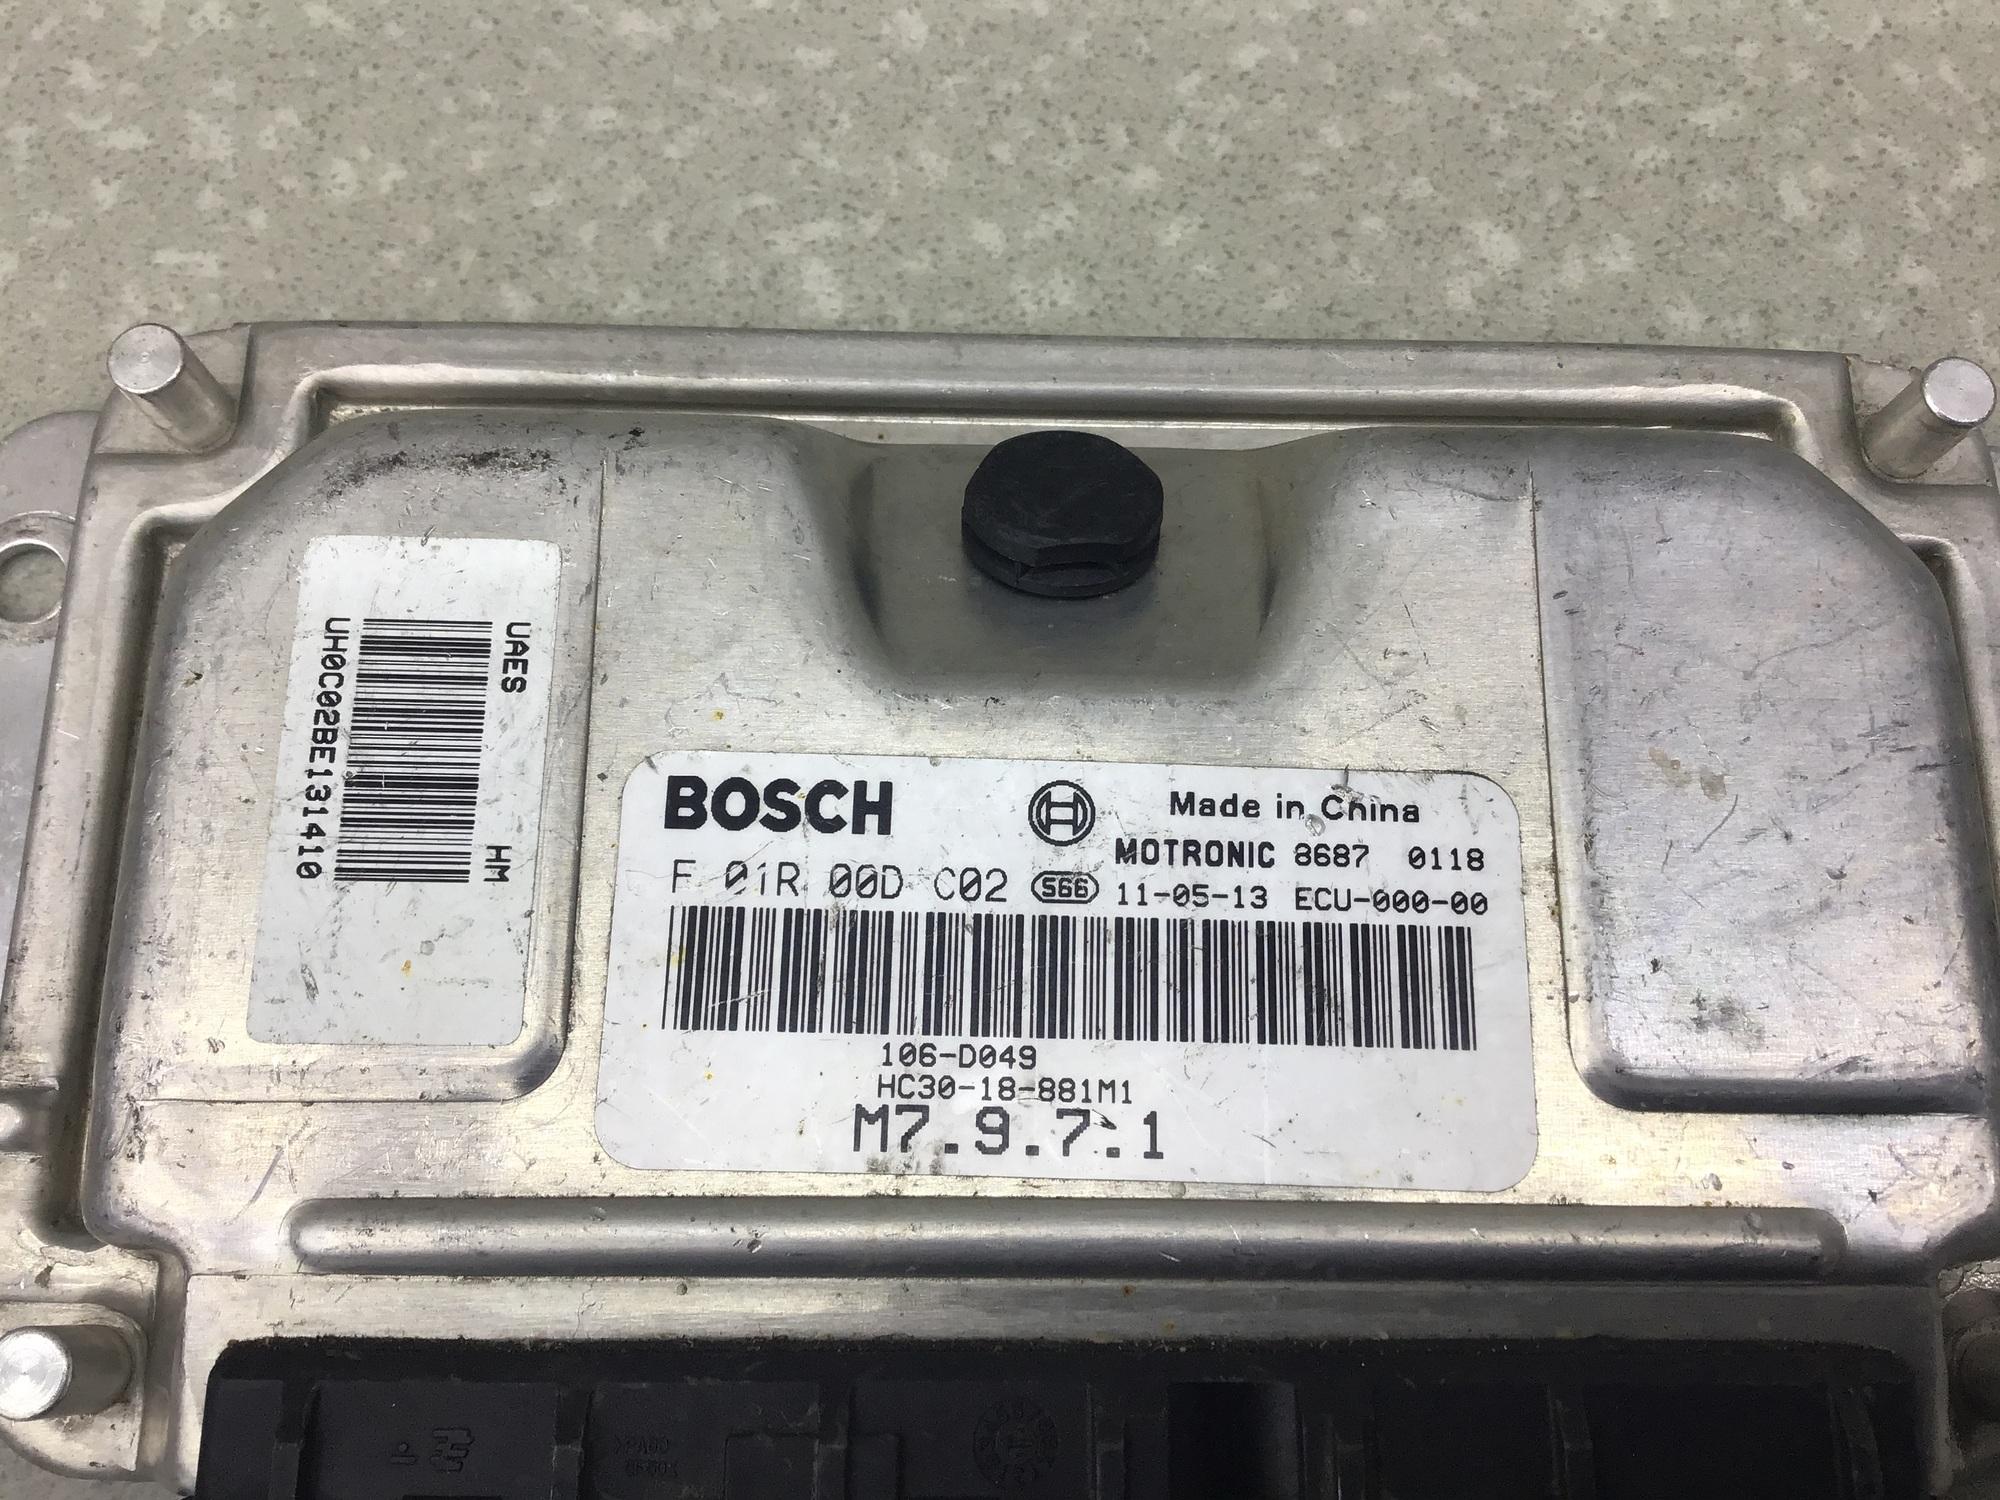 UAES
HM
UH0C02BE131410
BOSCH
Made in China
MOTRONIC 8687 0118
F 01R 00D C02 S66 11-05-13 ECU-000-00
106-D049
HC30-18-881M1
M7.9.7.1